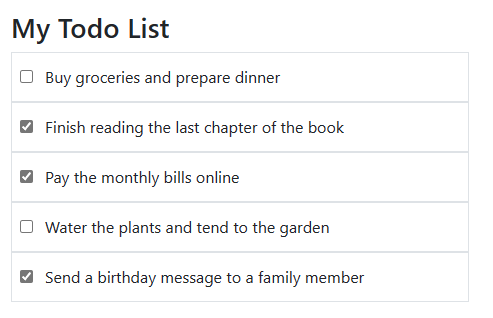 My Todo List
Buy groceries and prepare dinner
Finish reading the last chapter of the book
Pay the monthly bills online
Water the plants and tend to the garden
Send a birthday message to a family member